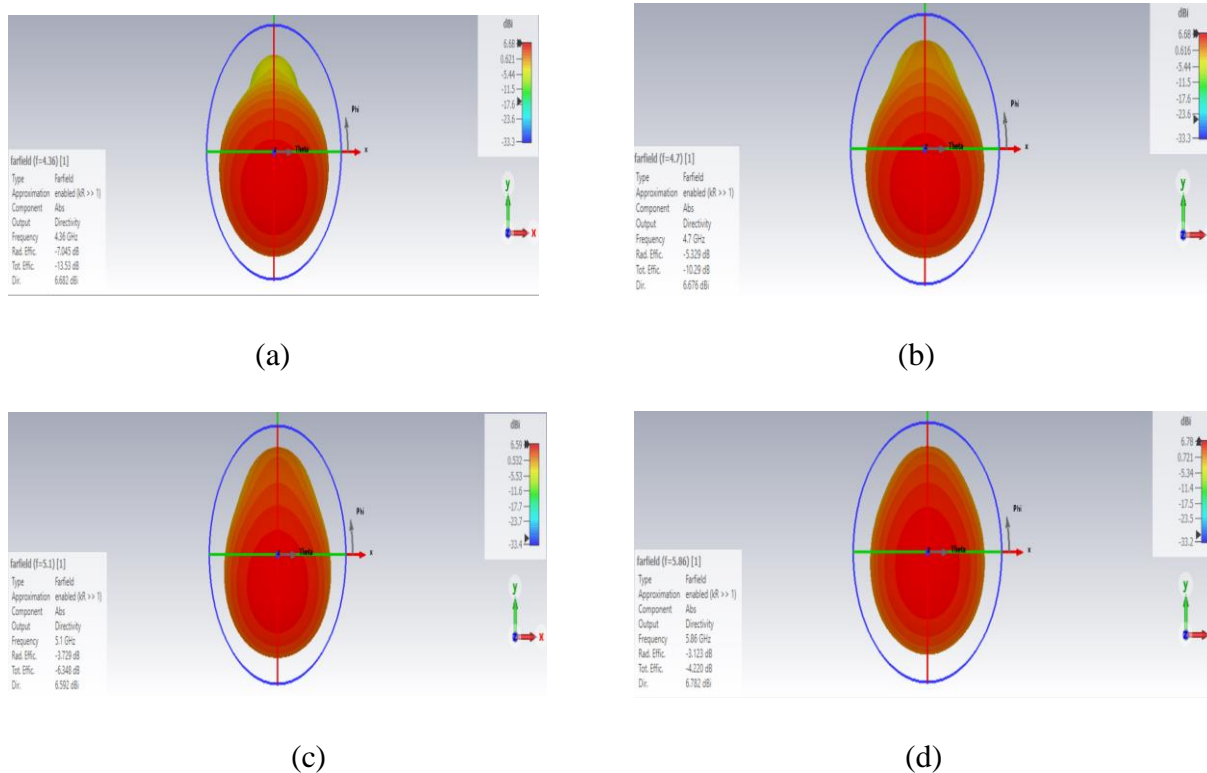 dBi
6.68
0.621
-5.44
-11.5
-17.6
-23.6
-33.3
Phi
Theta
x
y
x
farfield (f=4.36) [1]
Type Farfield
Approximation enabled (kR >> 1)
Component Abs
Output Directivity
Frequency 4.36 GHz
Rad. Effic. -7.045 dB
Tot. Effic. -13.53 dB
Dir. 6.682 dBi
(a)
dBi
6.68
0.616
-5.44
-11.5
-17.6
-23.6
-33.3
Phi
Theta
x
y
farfield (f=4.7) [1]
Type Farfield
Approximation enabled (kR >> 1)
Component Abs
Output Directivity
Frequency 4.7 GHz
Rad. Effic. -5.329 dB
Tot. Effic. -10.29 dB
Dir. 6.676 dBi
(b)
dBi
6.59
0.532
-5.53
-11.6
-17.7
-23.7
-33.4
Phi
Theta
x
y
x
farfield (f=5.1) [1]
Type Farfield
Approximation enabled (kR >> 1)
Component Abs
Output Directivity
Frequency 5.1 GHz
Rad. Effic. -3.729 dB
Tot. Effic. -6.348 dB
Dir. 6.592 dBi
(c)
dBi
6.78
0.721
-5.34
-11.4
-17.5
-23.5
-33.2
Phi
Theta
x
y
farfield (f=5.86) [1]
Type Farfield
Approximation enabled (kR >> 1)
Component Abs
Output Directivity
Frequency 5.86 GHz
Rad. Effic. -3.123 dB
Tot. Effic. -4.220 dB
Dir. 6.782 dBi
(d)